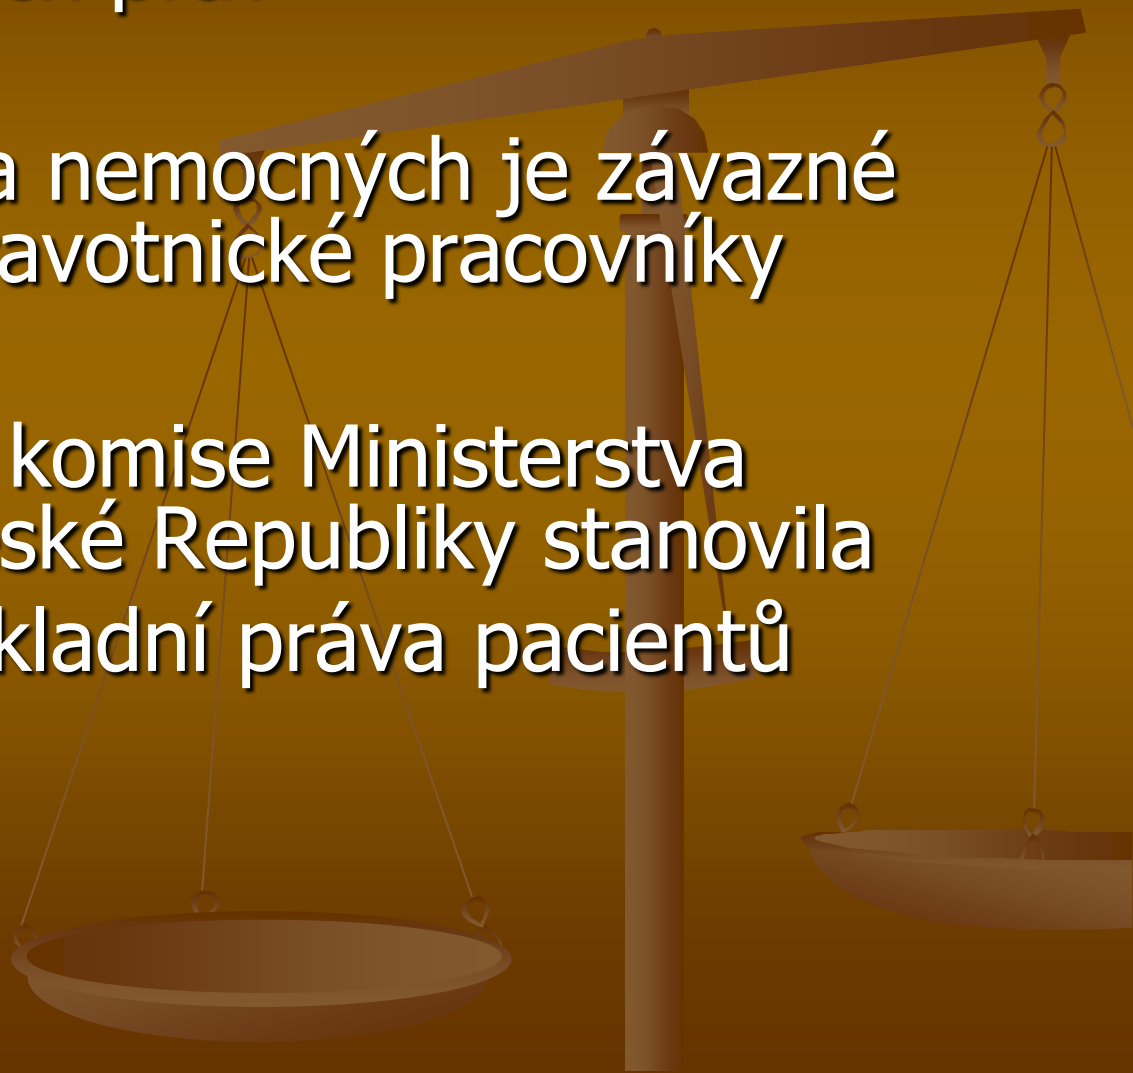 a nemocných je závazné
avotnické pracovníky
komise Ministerstva
ské Republiky stanovila
kladní práva pacientů